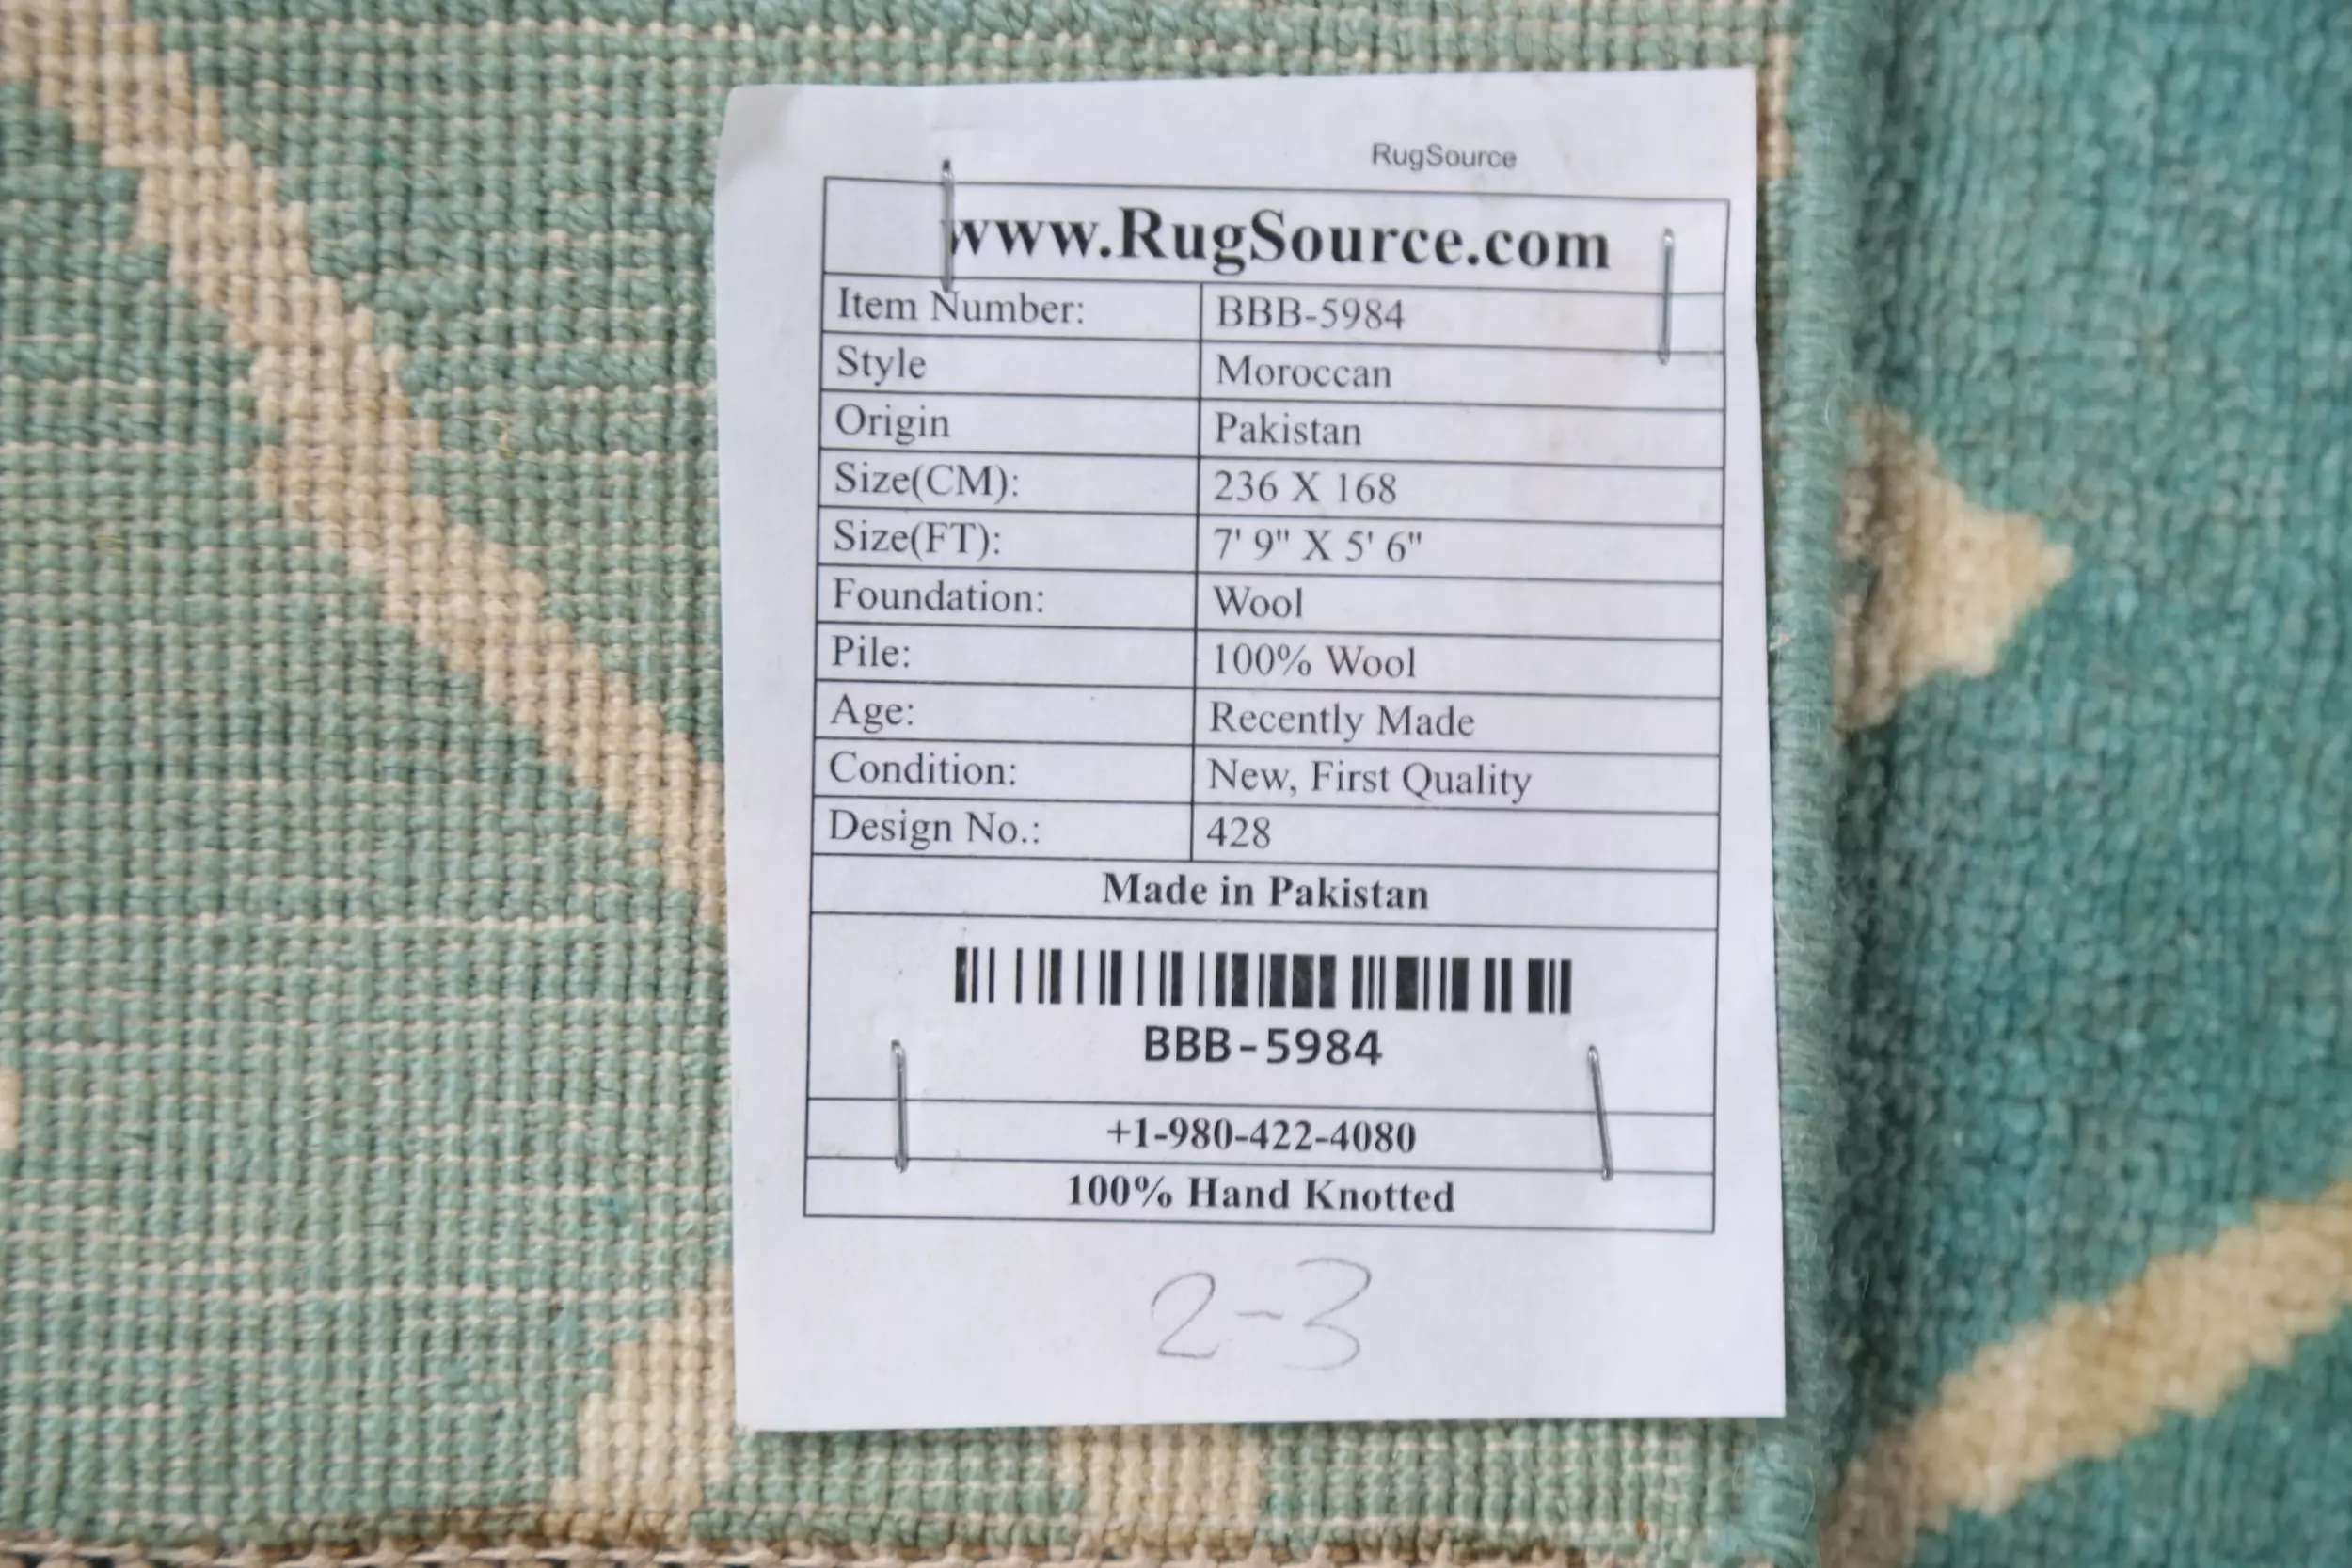 RugSource
www.RugSource.com
Item Number: BBB-5984
Style Moroccan
Origin Pakistan
Size(CM): 236 X 168
Size(FT): 7' 9" X 5' 6"
Foundation: Wool
Pile: 100% Wool
Age: Recently Made
Condition: New, First Quality
Design No.: 428
Made in Pakistan
BBB-5984
+1-980-422-4080
100% Hand Knotted
2-3